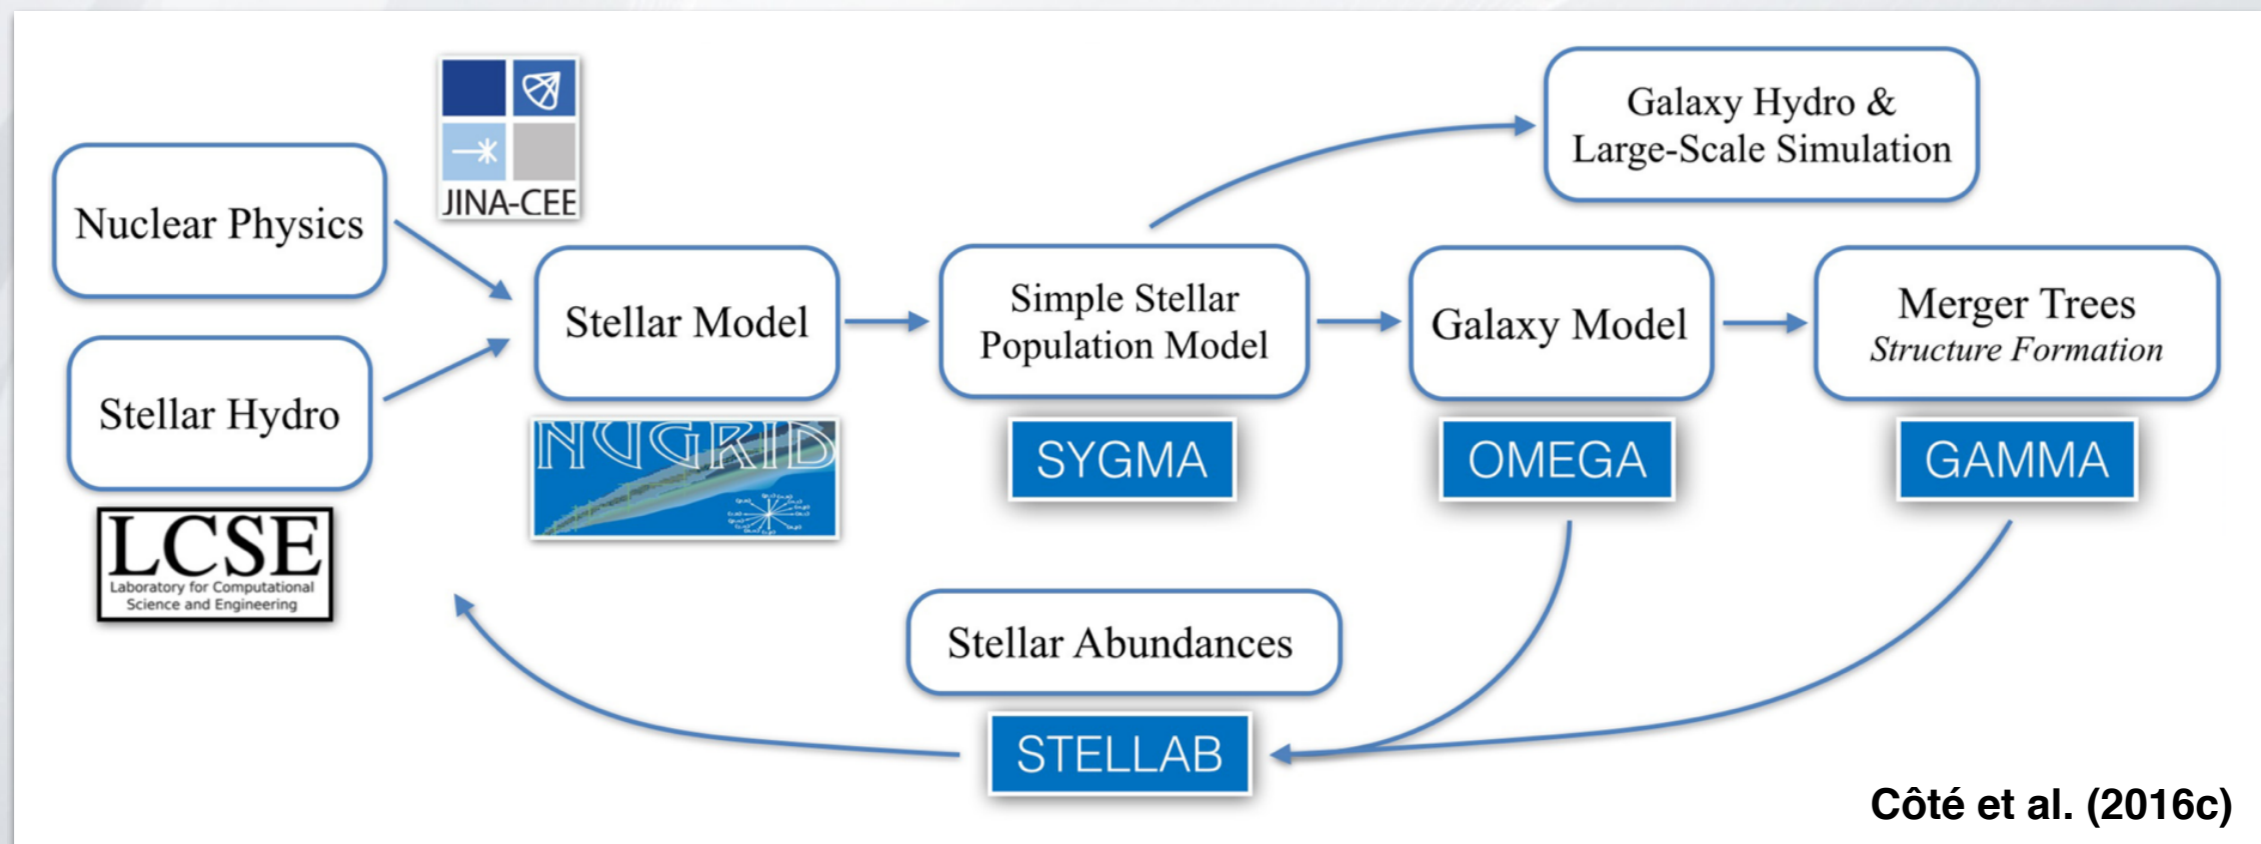 JINA-CEE
Galaxy Hydro &
Large-Scale Simulation
Nuclear Physics
Stellar Hydro
LCSE
Laboratory for Computational
Science and Engineering
Stellar Model
NUGRID
Simple Stellar
Population Model
SYGMA
Galaxy Model
OMEGA
Merger Trees
Structure Formation
GAMMA
Stellar Abundances
STELLAB
Côté et al. (2016c)